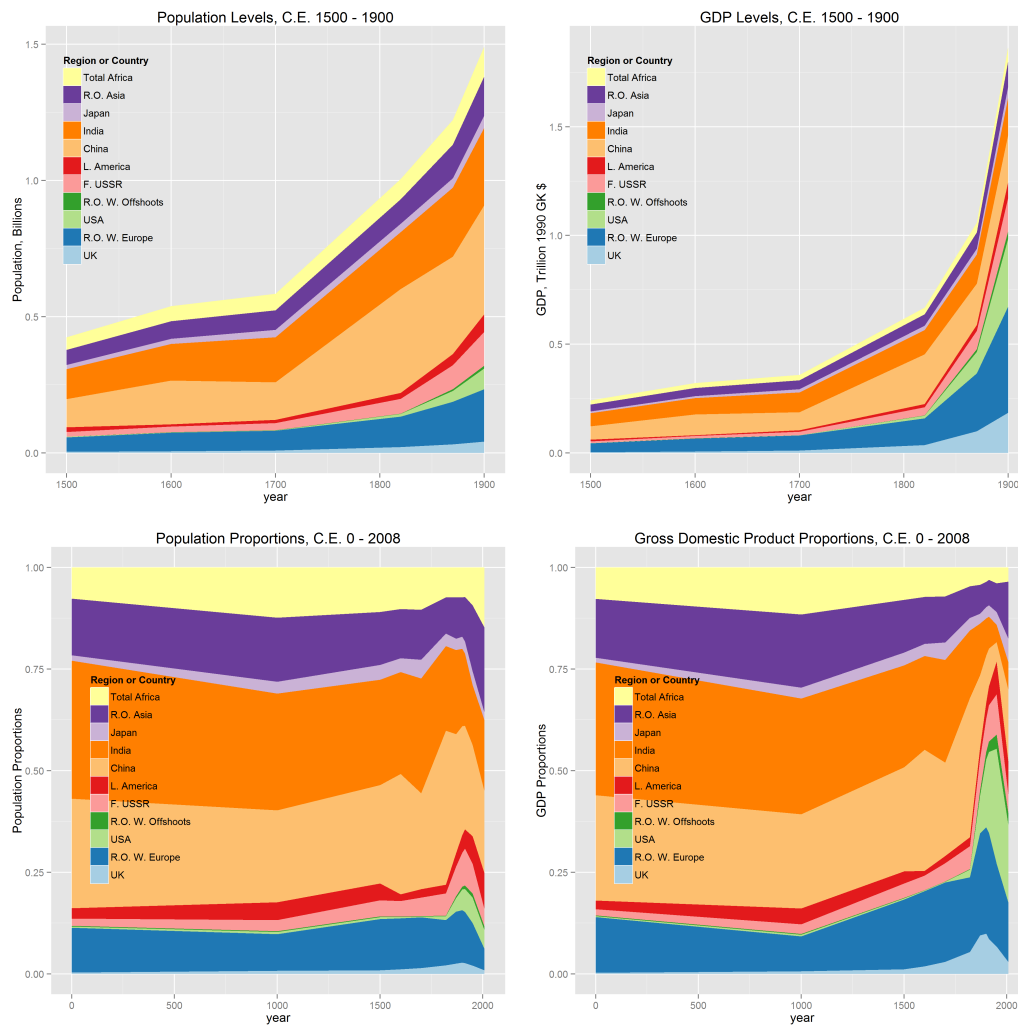 Population Levels, C.E. 1500 - 1900
Population, Billions
1.5
1.0
0.5
0.0
Region or Country
Total Africa
R.O. Asia
Japan
India
China
L. America
F. USSR
R.O. W. Offshoots
USA
R.O. W. Europe
UK
1500 1600 1700 1800 1900
year
GDP Levels, C.E. 1500 - 1900
GDP, Trillion 1990 GK $
1.5
1.0
0.5
0.0
Region or Country
Total Africa
R.O. Asia
Japan
India
China
L. America
F. USSR
R.O. W. Offshoots
USA
R.O. W. Europe
UK
1500 1600 1700 1800 1900
year
Population Proportions, C.E. 0 - 2008
Population Proportions
1.00
0.75
0.50
0.25
0.00
Region or Country
Total Africa
R.O. Asia
Japan
India
China
L. America
F. USSR
R.O. W. Offshoots
USA
R.O. W. Europe
UK
0 500 1000 1500 2000
year
Gross Domestic Product Proportions, C.E. 0 - 2008
GDP Proportions
1.00
0.75
0.50
0.25
0.00
Region or Country
Total Africa
R.O. Asia
Japan
India
China
L. America
F. USSR
R.O. W. Offshoots
USA
R.O. W. Europe
UK
0 500 1000 1500 2000
year